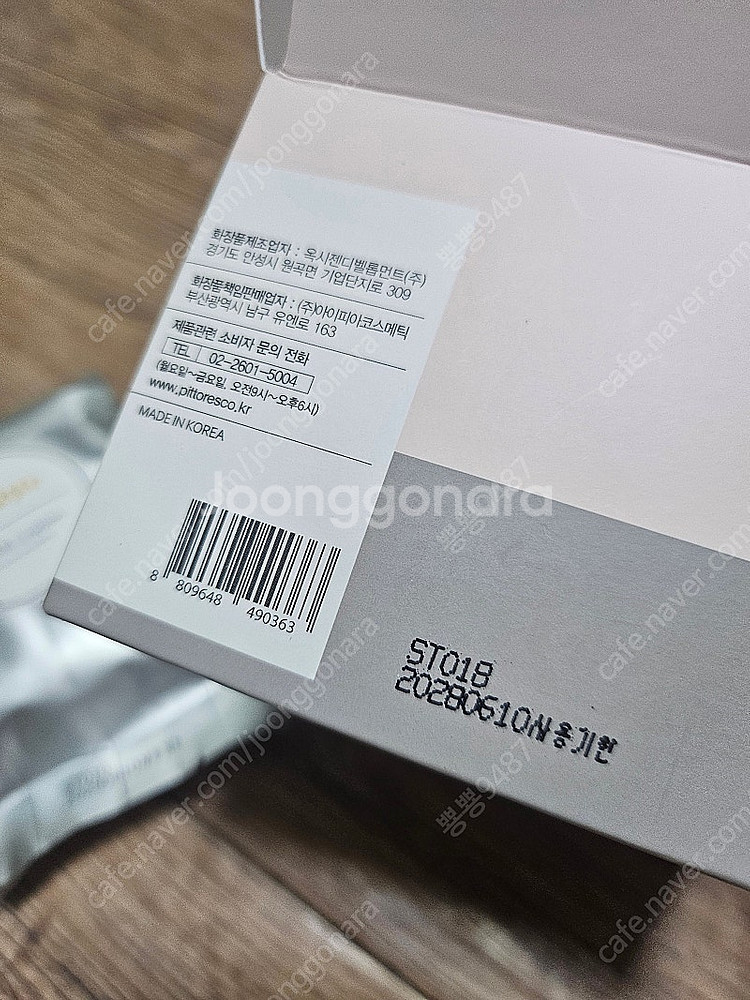 화장품제조업자 : 옥시젠디벨롭먼트(주)
경기도 안성시 원곡면 기업단지로 309
화장품책임판매업자 : (주)아이피아코스메틱
부산광역시 남구 유엔로 163
제품관련 소비자 문의 전화
TEL 02-2601-5004
(월요일~금요일, 오전9시~오후6시)
www.pittoresco.kr
MADE IN KOREA
8 809648 490363
ST018
20280610사용기한
Joonggonara
cafe.naver.com/joonggonara
뽕뽕9487